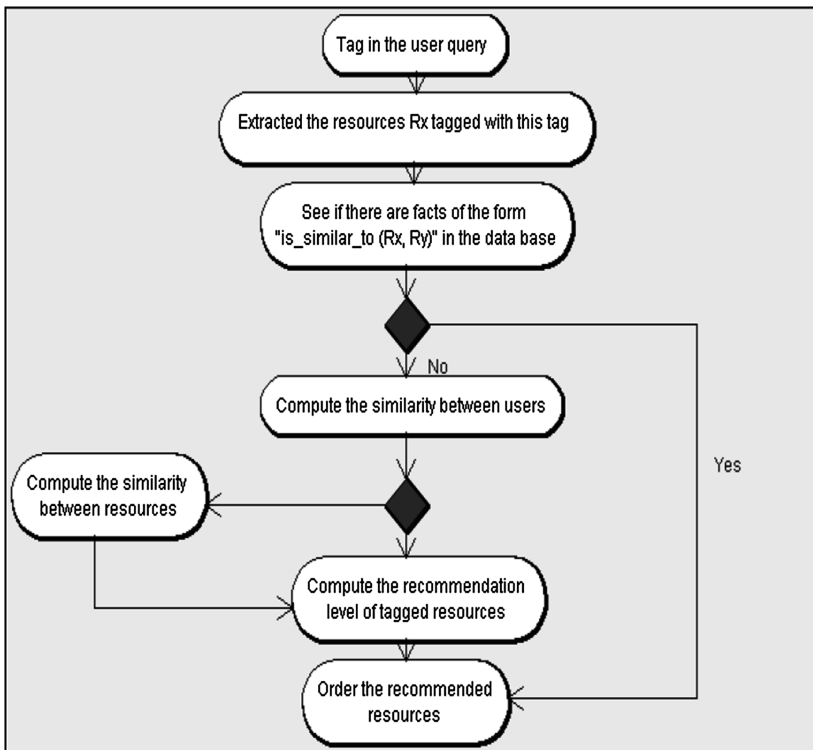 Tag in the user query
Extracted the resources Rx tagged with this tag
See if there are facts of the form
"is_similar_to (Rx, Ry)" in the data base
No
Compute the similarity between users
Yes
Compute the similarity
between resources
Compute the recommendation
level of tagged resources
Order the recommended
resources